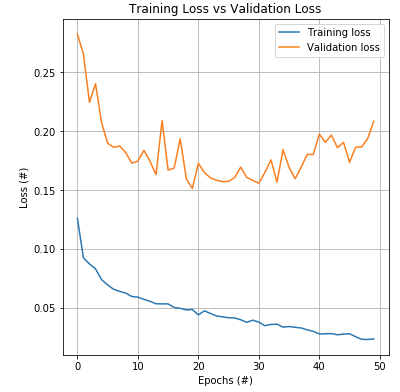 Training Loss vs Validation Loss
Training loss
Validation loss
0.25
0.20
0.15
0.10
0.05
Loss (#)
0 10 20 30 40 50
Epochs (#)